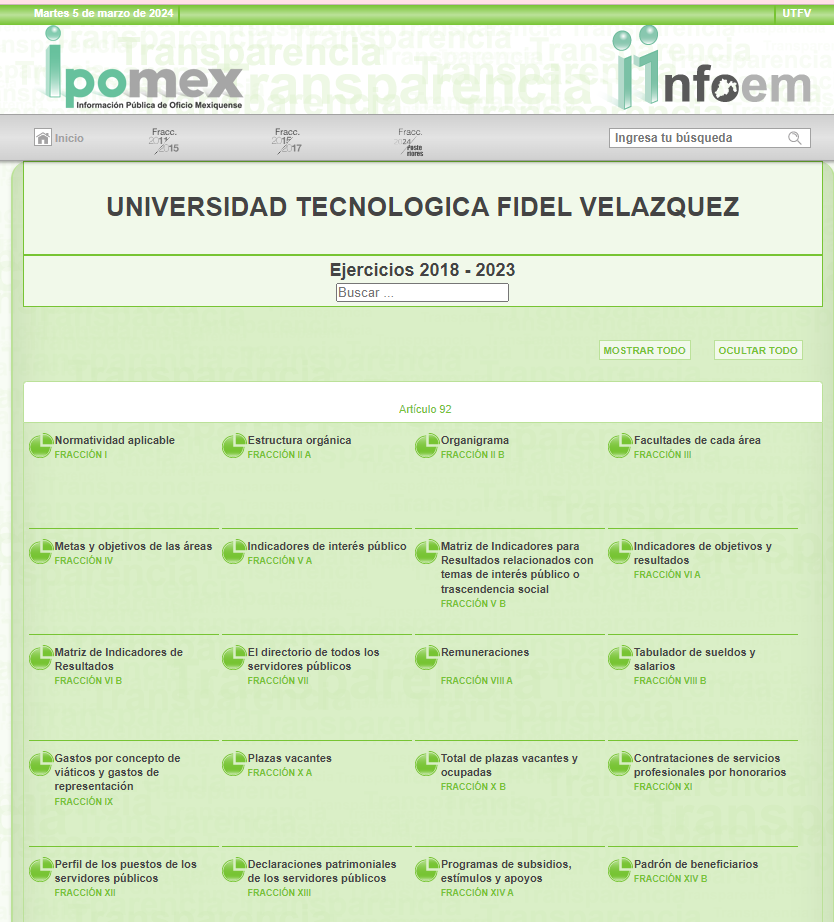 Martes 5 de marzo de 2024
UTFV
ipomex
Información Pública de Oficio Mexiquense
infoem
Inicio
Fracc.
2015
Fracc.
2017
Fracc.
2024
Poste
riores
Ingresa tu búsqueda
UNIVERSIDAD TECNOLOGICA FIDEL VELAZQUEZ
Ejercicios 2018 - 2023
Buscar ...
MOSTRAR TODO
OCULTAR TODO
Artículo 92
Normatividad aplicable
FRACCIÓN I
Estructura orgánica
FRACCIÓN II A
Organigrama
FRACCIÓN II B
Facultades de cada área
FRACCIÓN III
Metas y objetivos de las áreas
FRACCIÓN IV
Indicadores de interés público
FRACCIÓN V A
Matriz de Indicadores para
Resultados relacionados con
temas de interés público o
trascendencia social
FRACCIÓN V B
Indicadores de objetivos y
resultados
FRACCIÓN VI A
Matriz de Indicadores de
Resultados
FRACCIÓN VI B
El directorio de todos los
servidores públicos
FRACCIÓN VII
Remuneraciones
FRACCIÓN VIII A
Tabulador de sueldos y
salarios
FRACCIÓN VIII B
Gastos por concepto de
viáticos y gastos de
representación
FRACCIÓN IX
Plazas vacantes
FRACCIÓN X A
Total de plazas vacantes y
ocupadas
FRACCIÓN X B
Contrataciones de servicios
profesionales por honorarios
FRACCIÓN XI
Perfil de los puestos de los
servidores públicos
FRACCIÓN XII
Declaraciones patrimoniales
de los servidores públicos
FRACCIÓN XIII
Programas de subsidios,
estímulos y apoyos
FRACCIÓN XIV A
Padrón de beneficiarios
FRACCIÓN XIV B